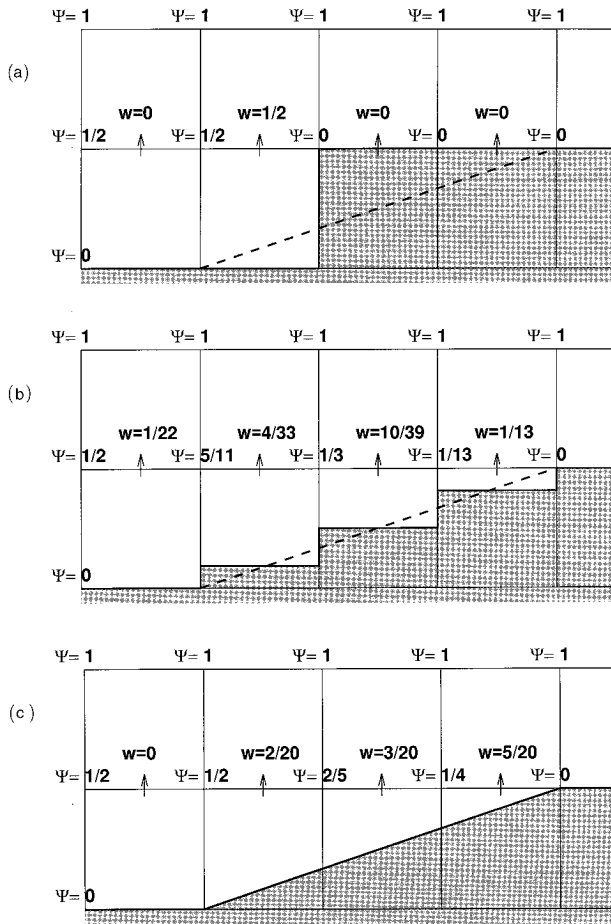 Ψ= 1 Ψ= 1 Ψ= 1 Ψ= 1 Ψ= 1
(a)
w=0 w=1/2 w=0 w=0
Ψ= 1/2 Ψ= 1/2 Ψ= 0 Ψ= 0 Ψ= 0
Ψ= 0
Ψ= 1 Ψ= 1 Ψ= 1 Ψ= 1 Ψ= 1
(b)
w=1/22 w=4/33 w=10/39 w=1/13
Ψ= 1/2 Ψ= 5/11 Ψ= 1/3 Ψ= 1/13 Ψ= 0
Ψ= 0
Ψ= 1 Ψ= 1 Ψ= 1 Ψ= 1 Ψ= 1
(c)
w=0 w=2/20 w=3/20 w=5/20
Ψ= 1/2 Ψ= 1/2 Ψ= 2/5 Ψ= 1/4 Ψ= 0
Ψ= 0